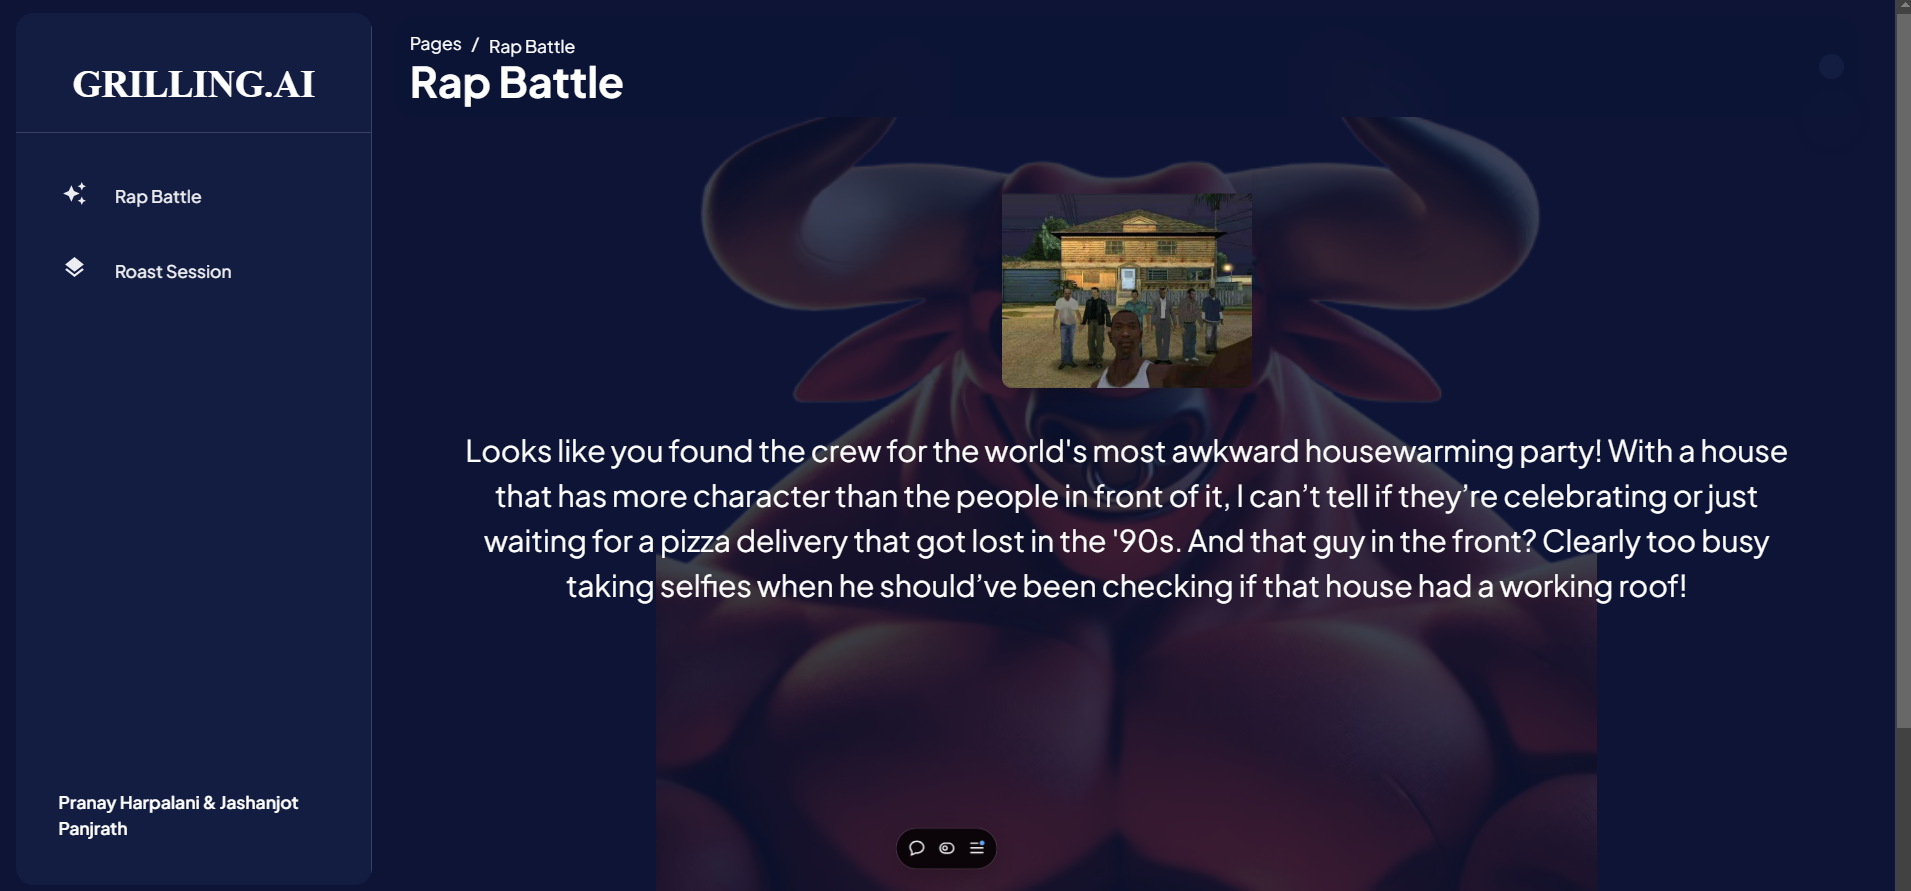 GRILLING.AI
Rap Battle
Roast Session
Pranay Harpalani & Jashanjot
Panjrath
Pages / Rap Battle
Rap Battle
Looks like you found the crew for the world's most awkward housewarming party! With a house
that has more character than the people in front of it, I can’t tell if they’re celebrating or just
waiting for a pizza delivery that got lost in the '90s. And that guy in the front? Clearly too busy
taking selfies when he should’ve been checking if that house had a working roof!